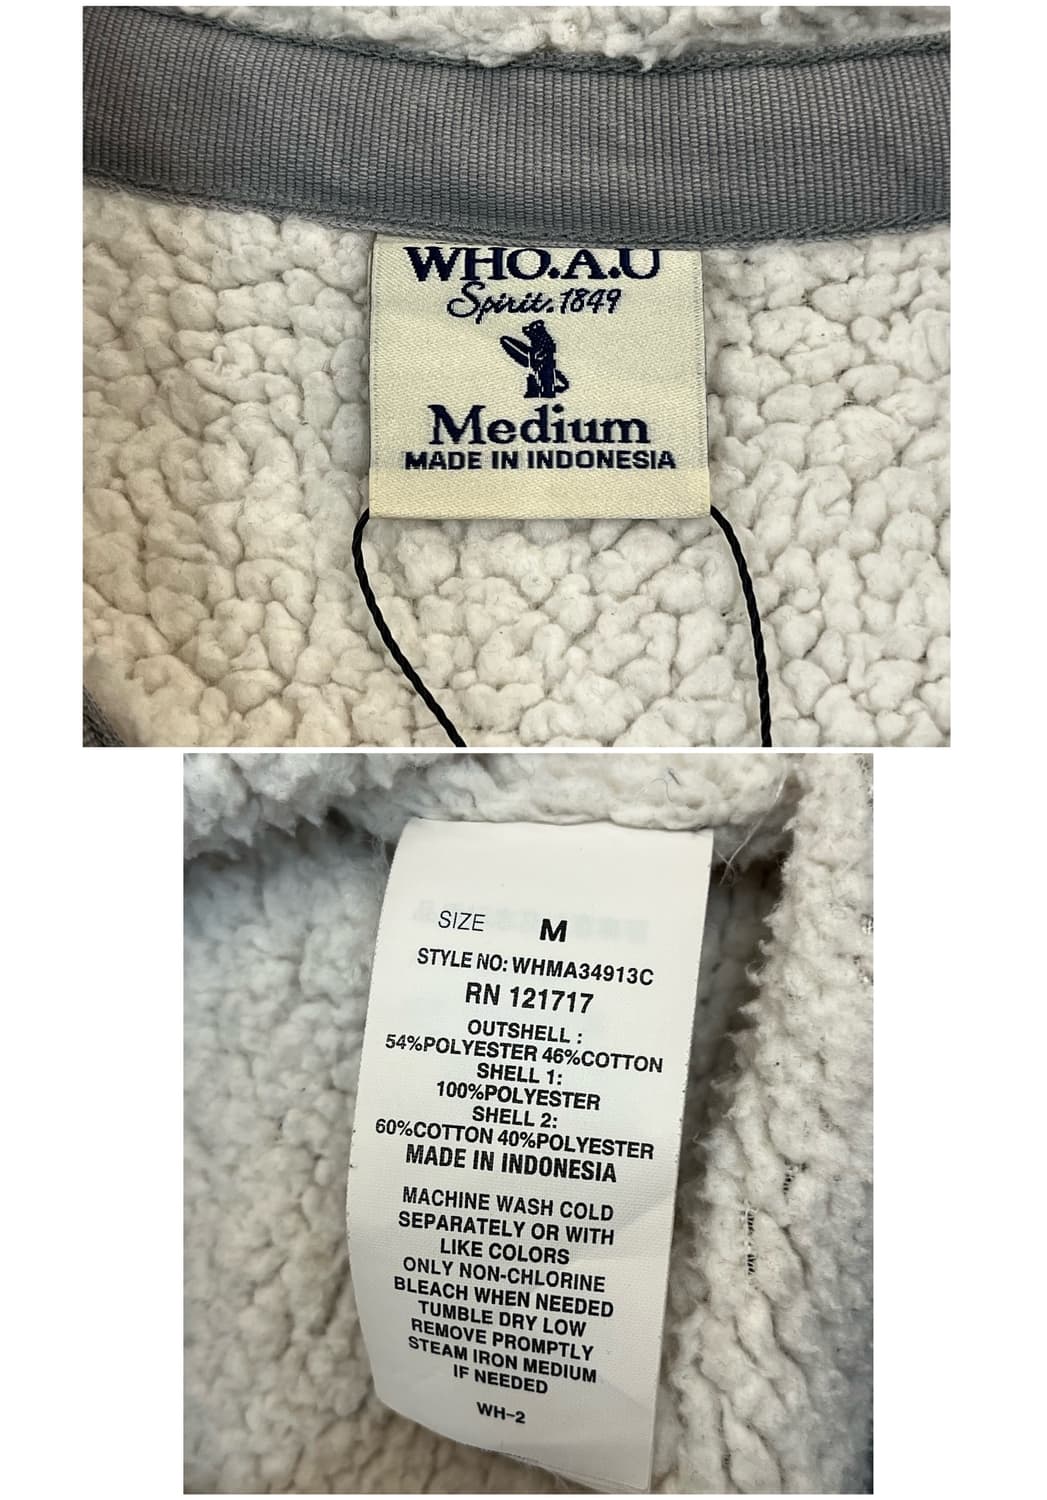 WHO.A.U
Spirit.1849
Medium
MADE IN INDONESIA
SIZE M
STYLE NO: WHMA34913C
RN 121717
OUTSHELL :
54%POLYESTER 46%COTTON
SHELL 1:
100%POLYESTER
SHELL 2:
60%COTTON 40%POLYESTER
MADE IN INDONESIA
MACHINE WASH COLD
SEPARATELY OR WITH
LIKE COLORS
ONLY NON-CHLORINE
BLEACH WHEN NEEDED
TUMBLE DRY LOW
REMOVE PROMPTLY
STEAM IRON MEDIUM
IF NEEDED
WH-2